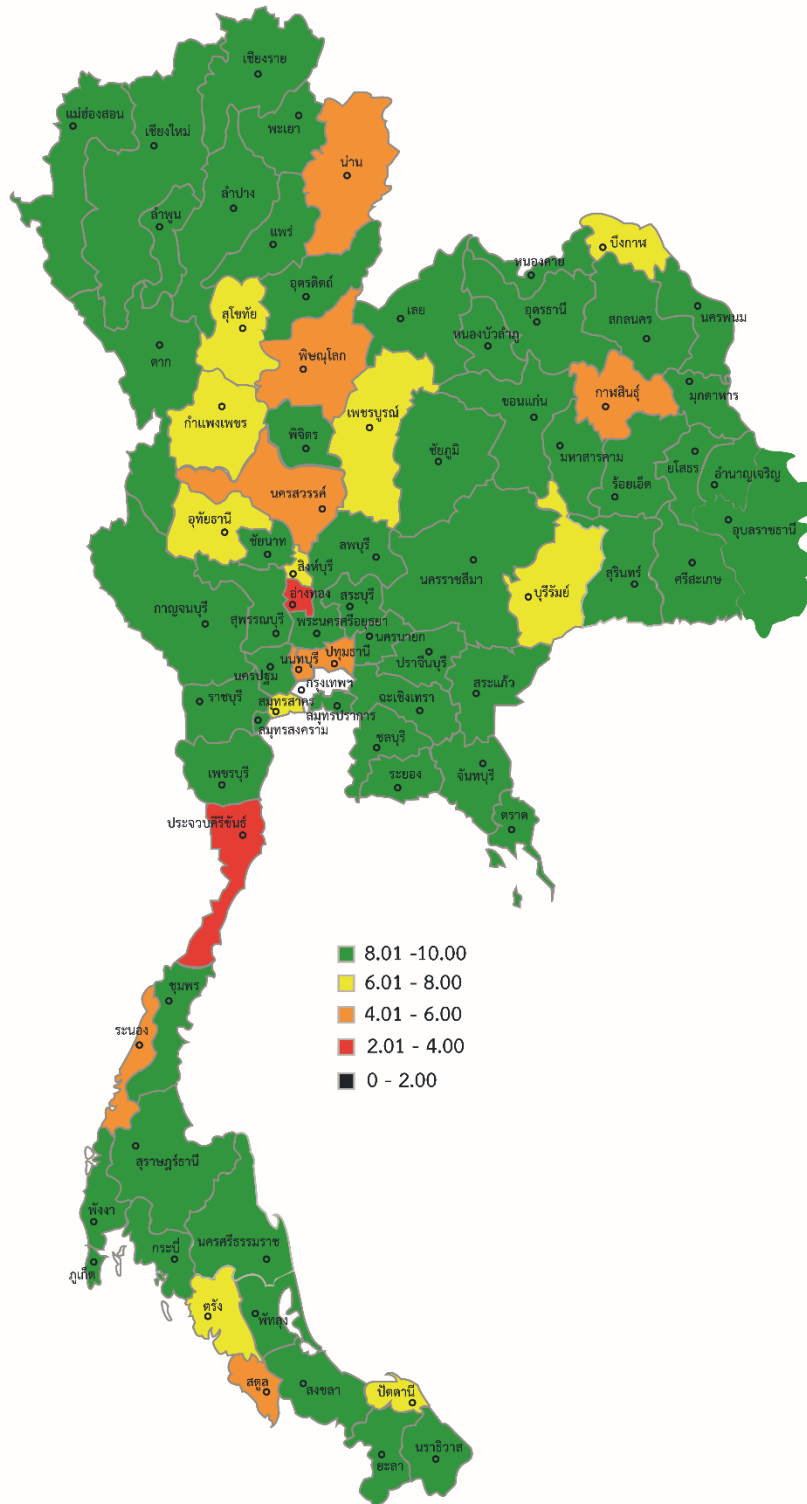 เชียงราย
แม่ฮ่องสอน
เชียงใหม่
พะเยา
น่าน
ลำปาง
ลำพูน
แพร่
บึงกาฬ
หนองคาย
อุตรดิตถ์
สุโขทัย
เลย
อุดรธานี
สกลนคร
นครพนม
ตาก
หนองบัวลำภู
พิษณุโลก
กาฬสินธุ์
มุกดาหาร
เพชรบูรณ์
ขอนแก่น
กำแพงเพชร
พิจิตร
ชัยภูมิ
มหาสารคาม
ยโสธร
ร้อยเอ็ด
อำนาญเจริญ
นครสวรรค์
อุบลราชธานี
อุทัยธานี
ชัยนาท
ลพบุรี
สิงห์บุรี
นครราชสีมา
สุรินทร์
ศรีสะเกษ
อ่างทอง
สระบุรี
บุรีรัมย์
กาญจนบุรี
สุพรรณบุรี
พระนครศรีอยุธยา
นครนายก
นนทบุรี
ปทุมธานี
ปราจีนบุรี
นครปฐม
กรุงเทพฯ
สระแก้ว
ราชบุรี
สมุทรสาคร
ฉะเชิงเทรา
สมุทรปราการ
สมุทรสงคราม
ชลบุรี
เพชรบุรี
ระยอง
จันทบุรี
ตราด
ประจวบคีรีขันธ์
8.01 -10.00
6.01 - 8.00
4.01 - 6.00
2.01 - 4.00
0 - 2.00
ชุมพร
ระนอง
สุราษฎร์ธานี
พังงา
นครศรีธรรมราช
กระบี่
ภูเก็ต
ตรัง
พัทลุง
สตูล
สงขลา
ปัตตานี
นราธิวาส
ยะลา